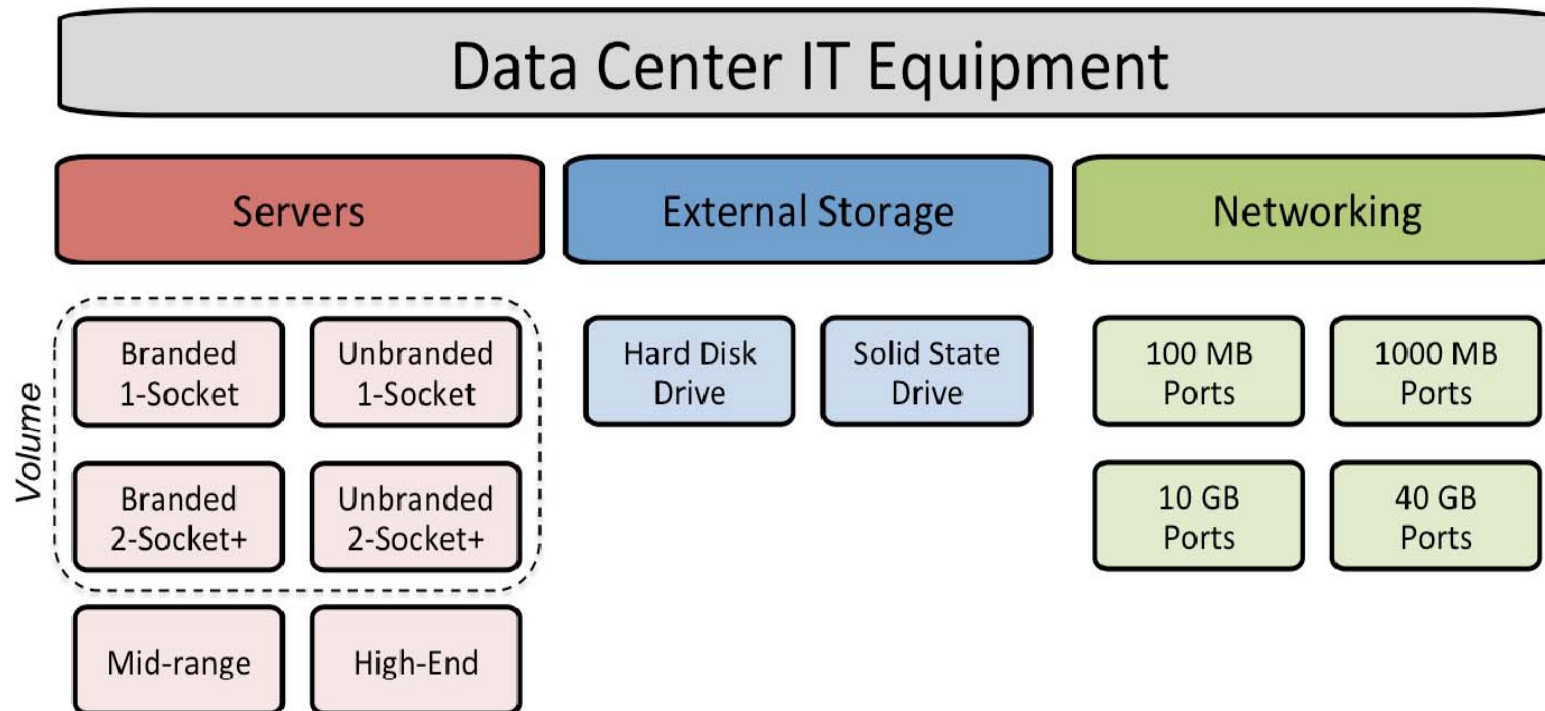 Data Center IT Equipment
Servers
External Storage
Networking
Volume
Branded
1-Socket
Unbranded
1-Socket
Branded
2-Socket+
Unbranded
2-Socket+
Mid-range
High-End
Hard Disk
Drive
Solid State
Drive
100 MB
Ports
1000 MB
Ports
10 GB
Ports
40 GB
Ports